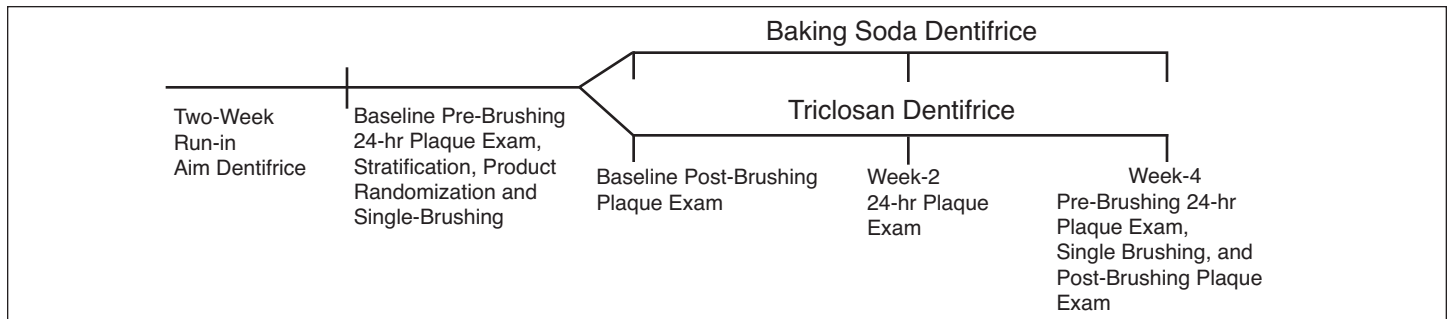 Baking Soda Dentifrice
Triclosan Dentifrice
Two-Week
Run-in
Aim Dentifrice
Baseline Pre-Brushing
24-hr Plaque Exam,
Stratification, Product
Randomization and
Single-Brushing
Baseline Post-Brushing
Plaque Exam
Week-2
24-hr Plaque
Exam
Week-4
Pre-Brushing 24-hr
Plaque Exam,
Single Brushing, and
Post-Brushing Plaque
Exam